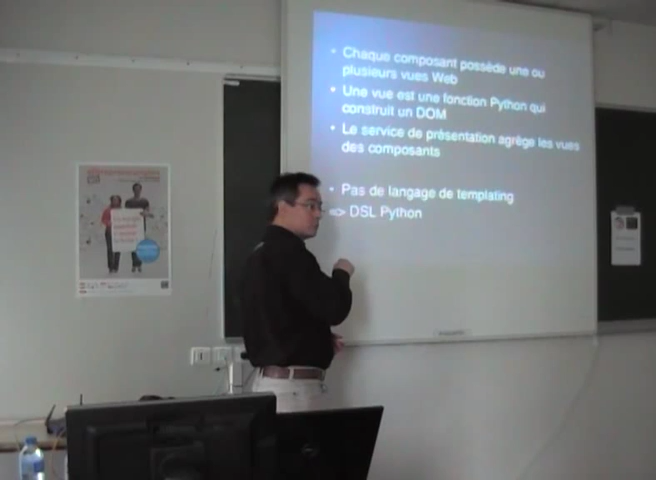 • Chaque composant possède une ou
plusieurs vues Web
• Une vue est une fonction Python qui
construit un DOM
• Le service de présentation agrège les vues
des composants
• Pas de langage de templating
=> DSL Python